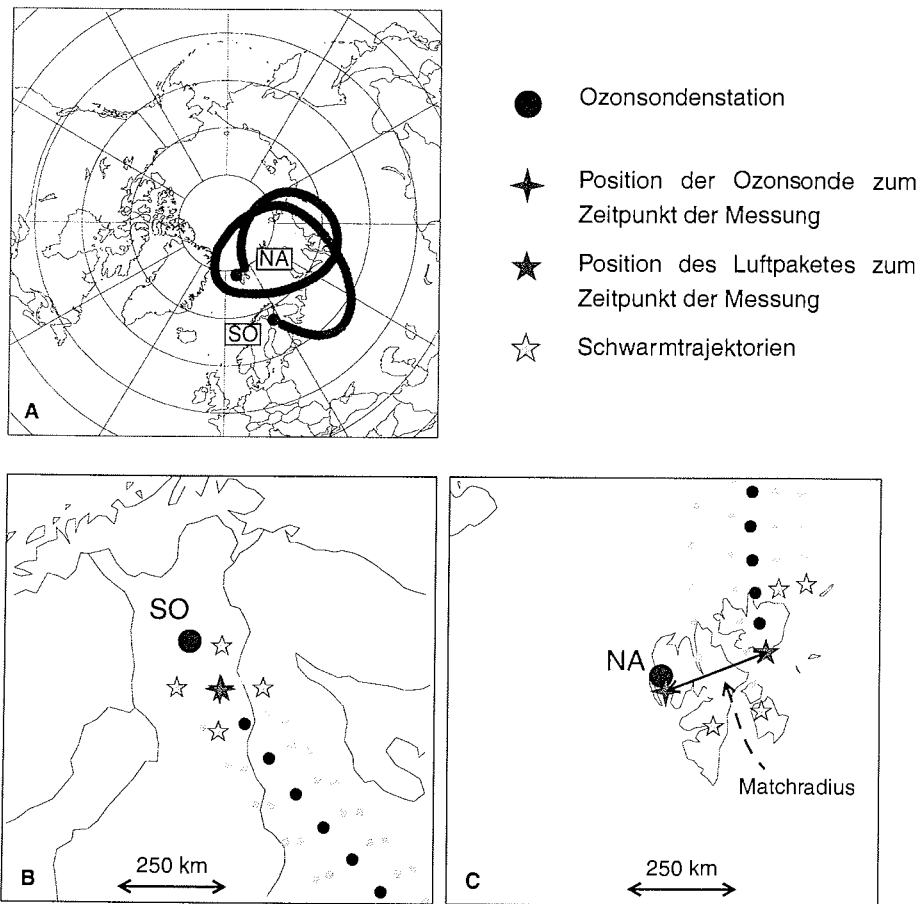 NA
SO
A
Ozonsondenstation
Position der Ozonsonde zum
Zeitpunkt der Messung
Position des Luftpaketes zum
Zeitpunkt der Messung
Schwarmtrajektorien
SO
250 km
B
NA
Matchradius
250 km
C